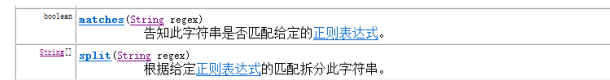 boolean matches(String regex)
告知此字符串是否匹配给定的正则表达式。
String[] split(String regex)
根据给定正则表达式的匹配拆分此字符串。